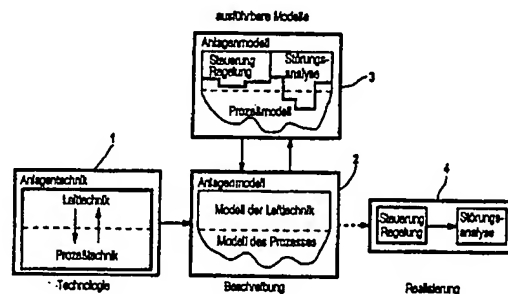 ausführbare Modelle
Anlagenmodell
Steuerung
Regelung
Störungs-
analyse
Prozeßmodell
3
1
Anlagentechnik
Leittechnik
Prozeßtechnik
Technologie
2
Anlagenmodell
Modell der Leittechnik
Modell des Prozesses
Beschreibung
4
Steuerung
Regelung
Störungs-
analyse
Realisierung